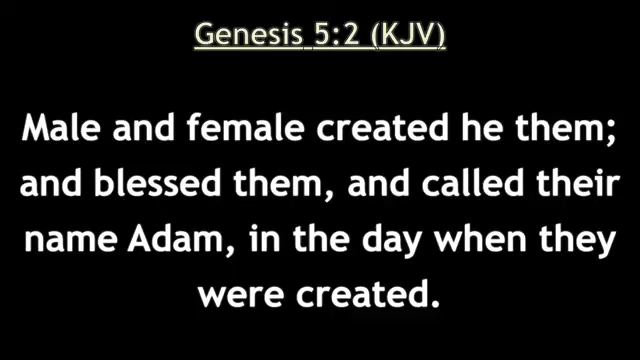 Genesis 5:2 (KJV)
Male and female created he them;
and blessed them, and called their
name Adam, in the day when they
were created.